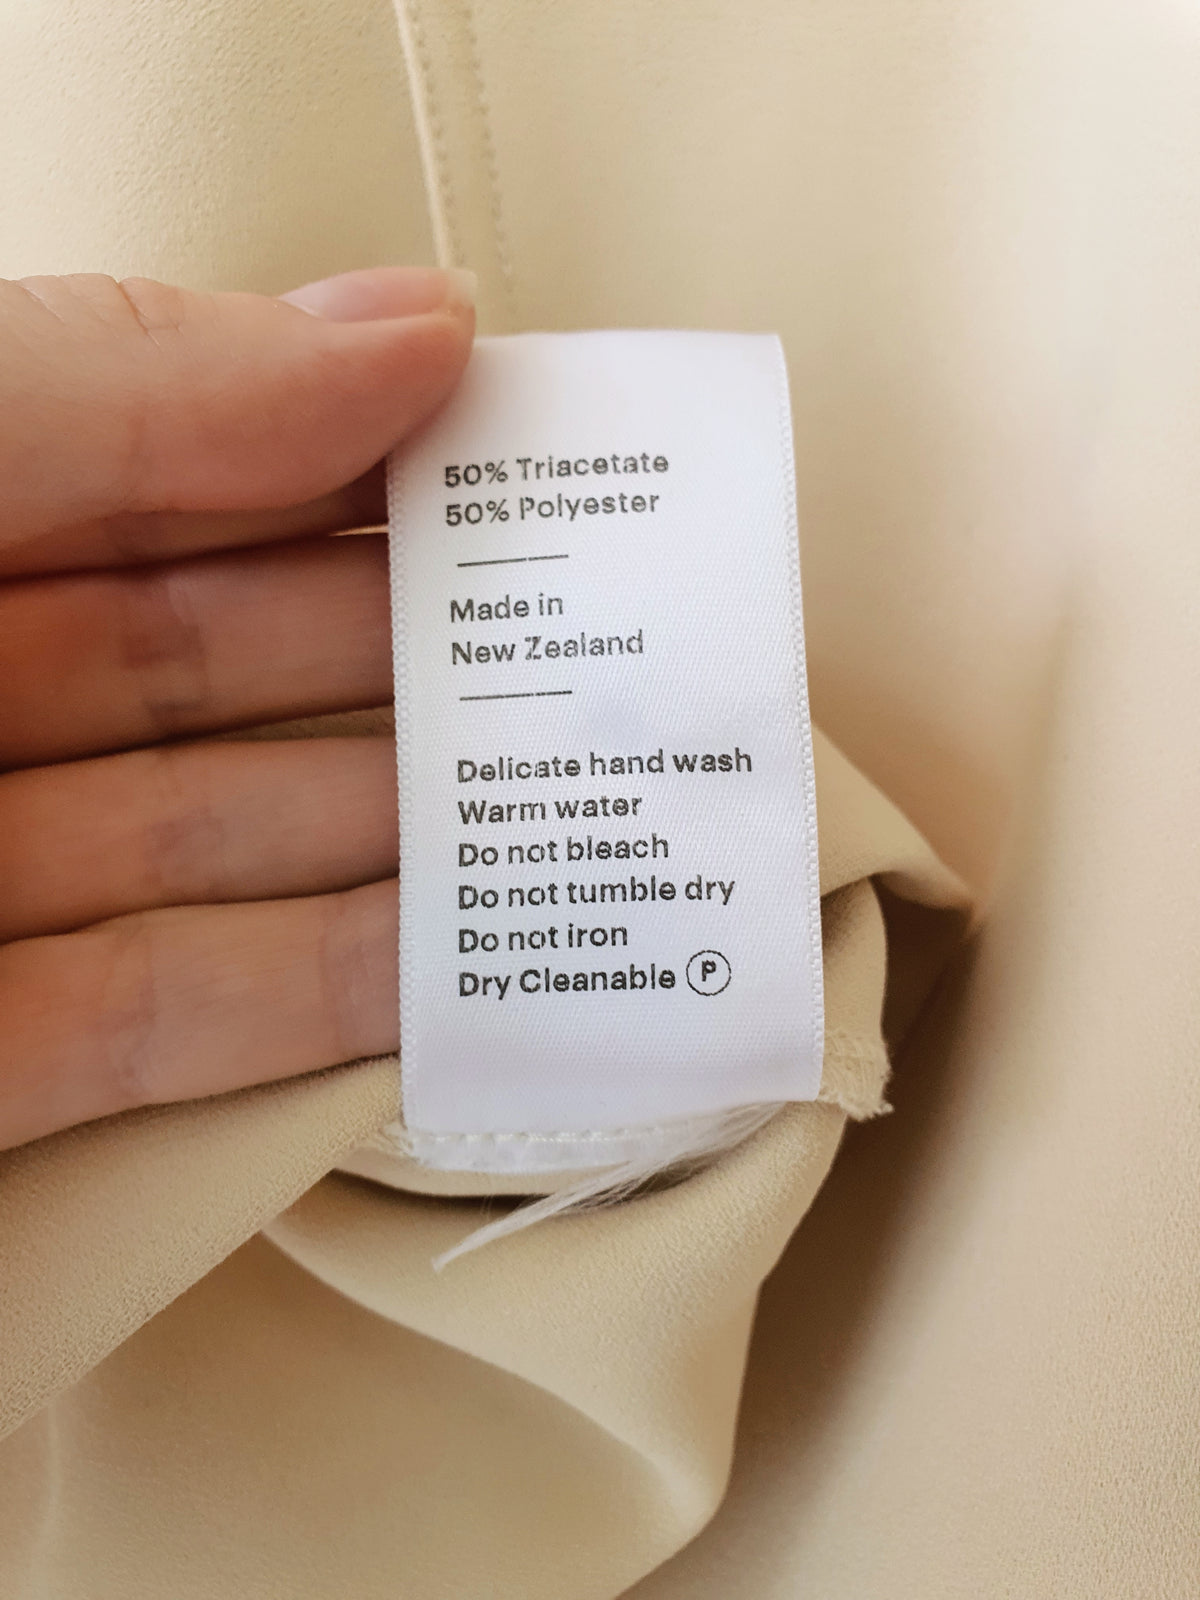 50% Triacetate
50% Polyester
Made in
New Zealand
Delicate hand wash
Warm water
Do not bleach
Do not tumble dry
Do not iron
Dry Cleanable P